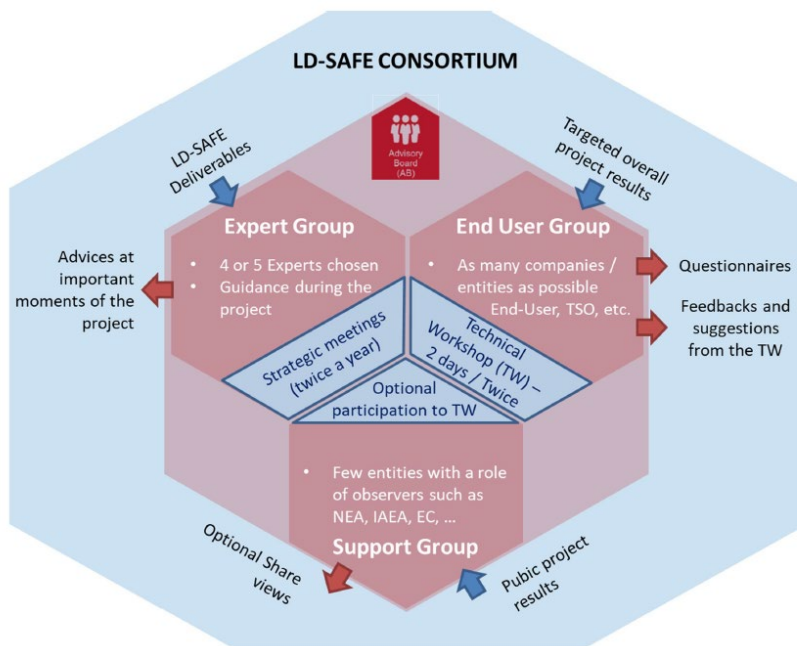 LD-SAFE CONSORTIUM
Advisory
Board
(AB)
LD-SAFE
Deliverables
Targeted overall
project results
Expert Group
• 4 or 5 Experts chosen
• Guidance during the
project
End User Group
• As many companies /
entities as possible
End-User, TSO, etc.
Advices at
important
moments of the
project
Questionnaires
Feedbacks and
suggestions
from the TW
Strategic meetings
(twice a year)
Technical
Workshop (TW) –
2 days / Twice
Optional
participation to TW
• Few entities with a role
of observers such as
NEA, IAEA, EC, ...
Support Group
Optional Share
views
Pubic project
results